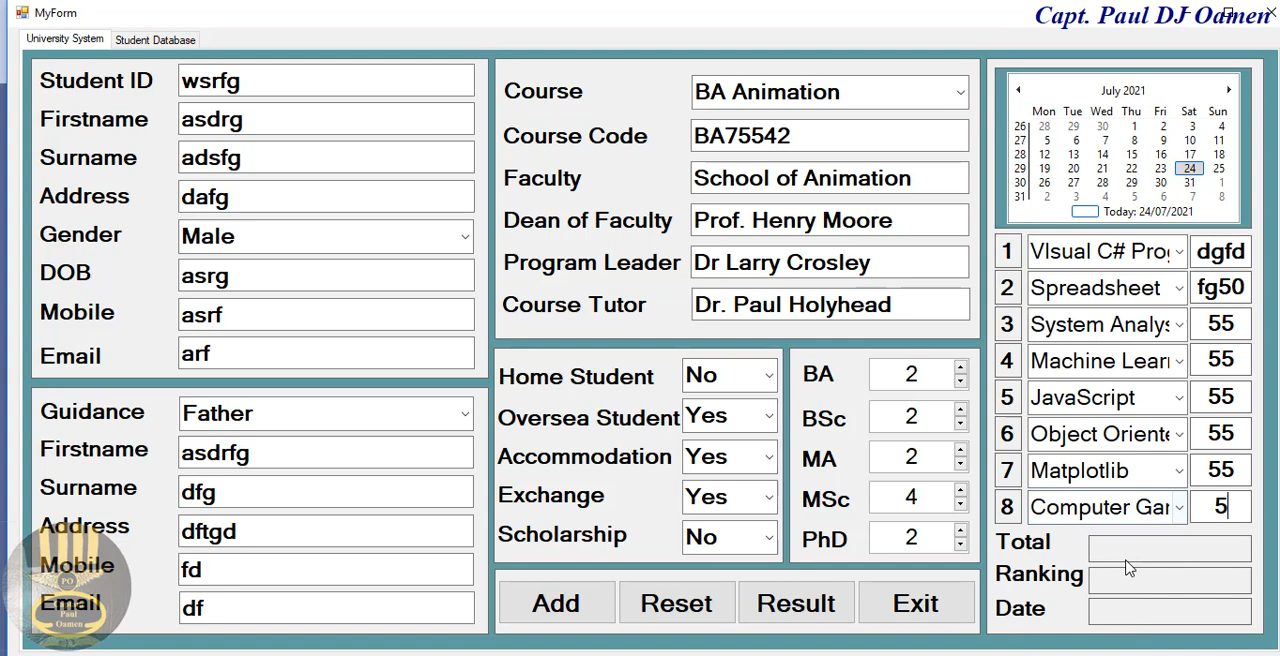 MyForm
Capt. Paul DJ Oamen
University System
Student Database
Student ID wsrfg
Firstname asdrg
Surname adsfg
Address dafg
Gender Male
DOB asrg
Mobile asrf
Email arf
Guidance Father
Firstname asdrfg
Surname dfg
Address dftgd
Mobile fd
Email df
PO
Paul
Oamen
Course BA Animation
Course Code BA75542
Faculty School of Animation
Dean of Faculty Prof. Henry Moore
Program Leader Dr Larry Crosley
Course Tutor Dr. Paul Holyhead
Home Student No
Oversea Student Yes
Accommodation Yes
Exchange Yes
Scholarship No
BA 2
BSc 2
MA 2
MSc 4
PhD 2
Add Reset Result Exit
July 2021
Mon Tue Wed Thu Fri Sat Sun
26 28 29 30 1 2 3 4
27 5 6 7 8 9 10 11
28 12 13 14 15 16 17 18
29 19 20 21 22 23 24 25
30 26 27 28 29 30 31 1
31 2 3 4 5 6 7 8
Today: 24/07/2021
1 VIsual C# Prog dgfd
2 Spreadsheet fg50
3 System Analys 55
4 Machine Learn 55
5 JavaScript 55
6 Object Oriente 55
7 Matplotlib 55
8 Computer Gam 5
Total
Ranking
Date